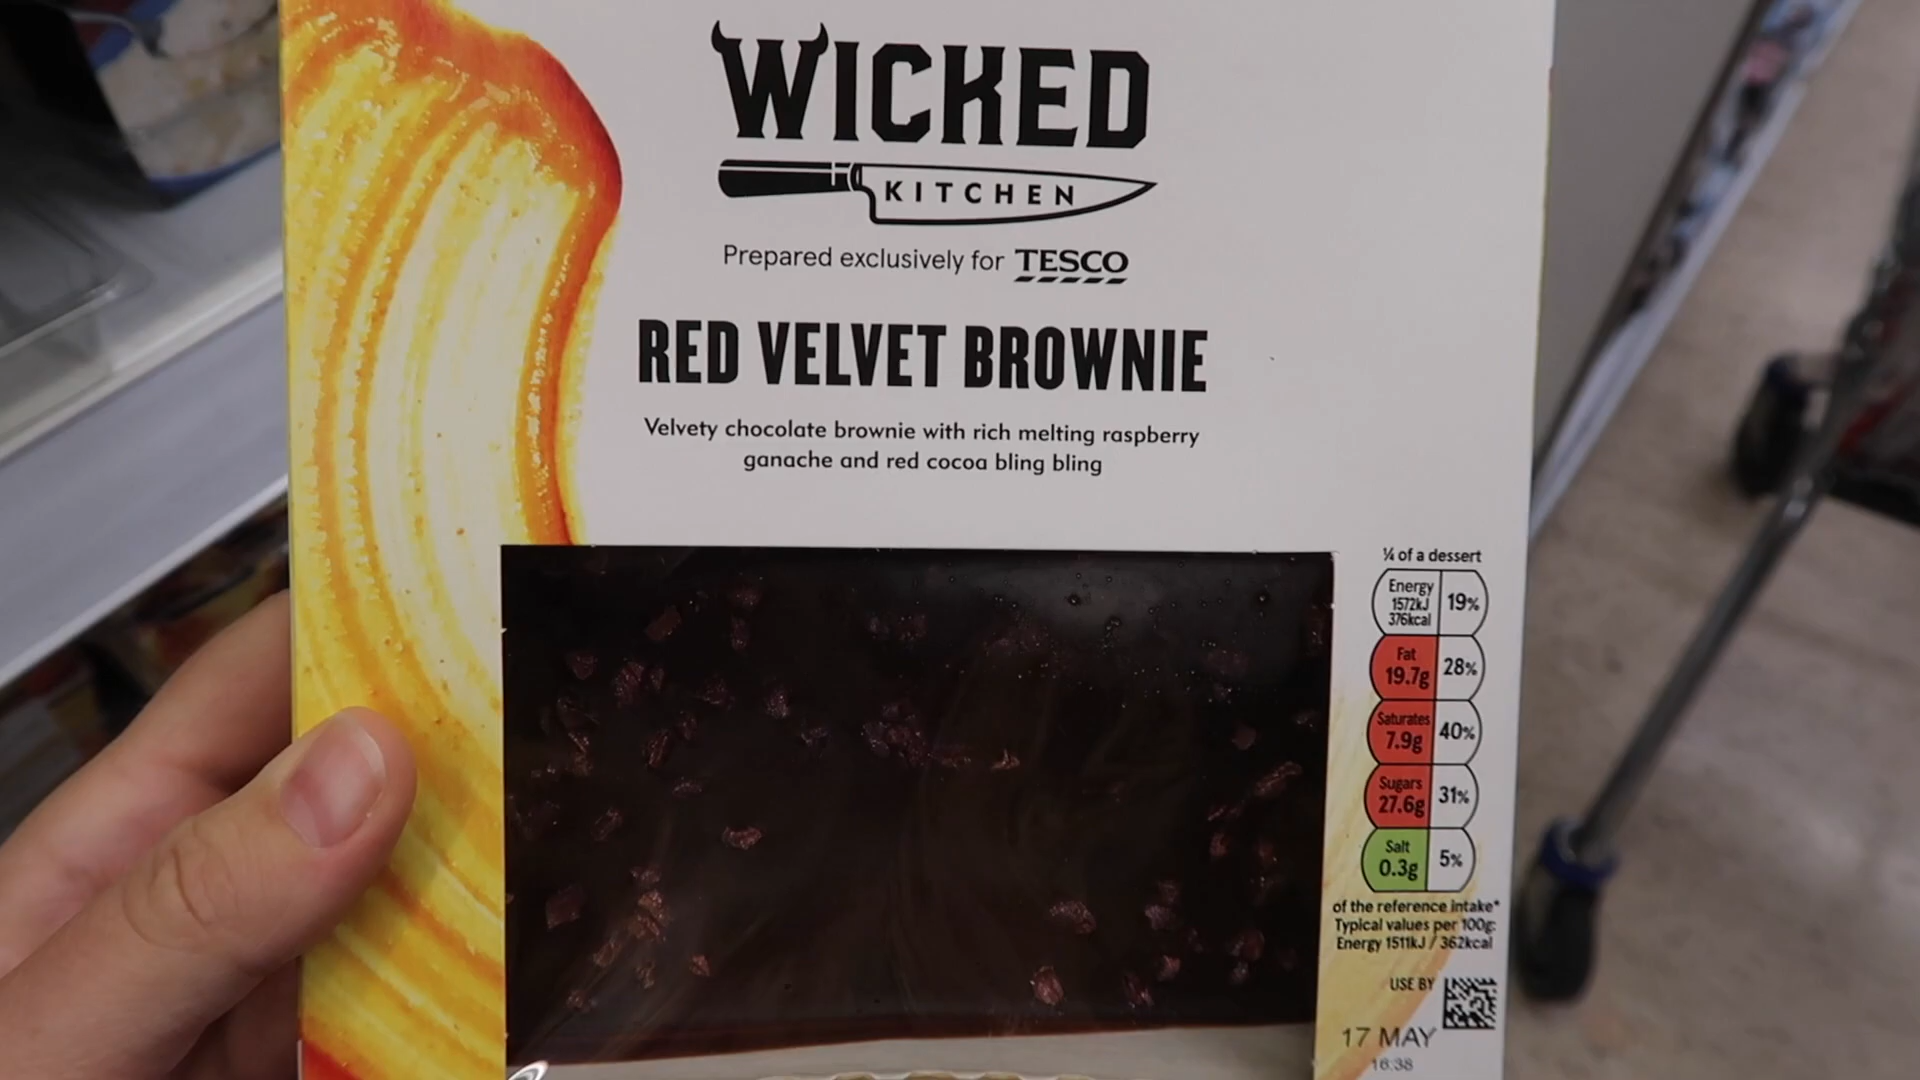 WICKED
KITCHEN
Prepared exclusively for TESCO
RED VELVET BROWNIE
Velvety chocolate brownie with rich melting raspberry
ganache and red cocoa bling bling
¼ of a dessert
Energy
1572kJ
376kcal
19%
Fat
19.7g
28%
Saturates
7.9g
40%
Sugars
27.6g
31%
Salt
0.3g
5%
of the reference intake*
Typical values per 100g:
Energy 1511kJ / 362kcal
USE BY
17 MAY
16:38